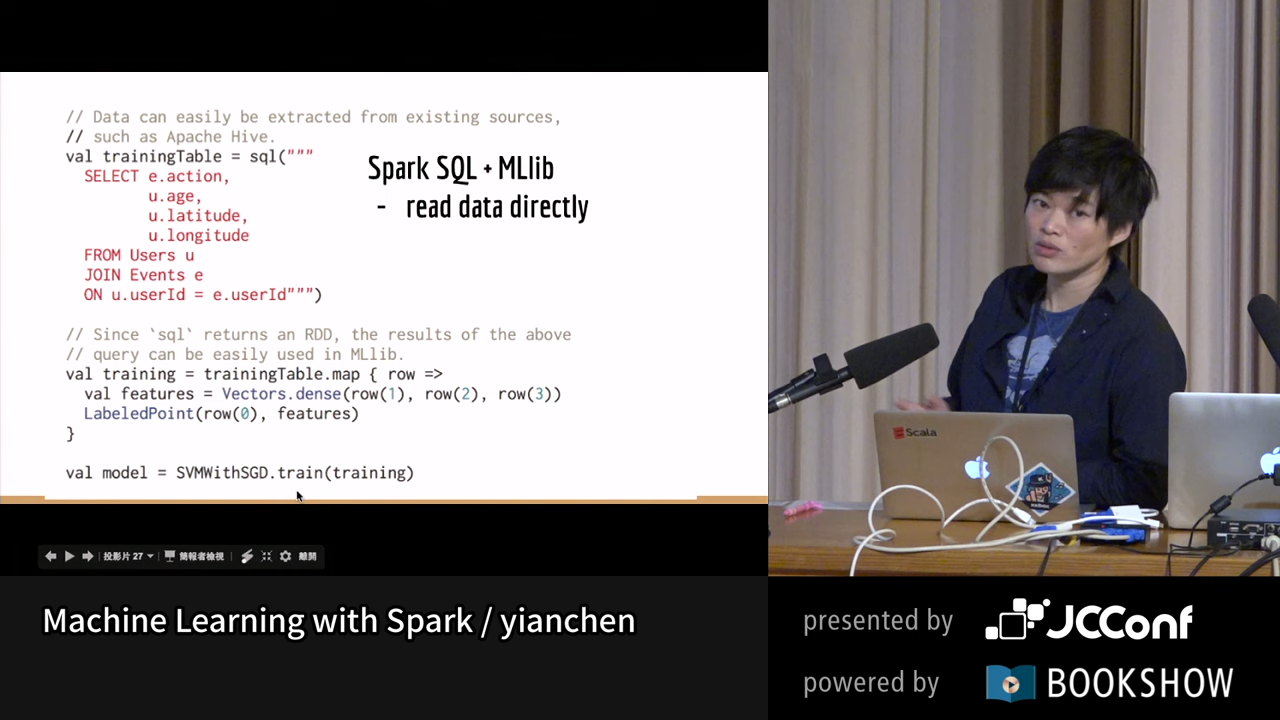 // Data can easily be extracted from existing sources,
// such as Apache Hive.
val trainingTable = sql("""
SELECT e.action,
u.age,
u.latitude,
u.longitude
FROM Users u
JOIN Events e
ON u.userId = e.userId""")
Spark SQL + MLlib
- read data directly
// Since `sql` returns an RDD, the results of the above
// query can be easily used in MLlib.
val training = trainingTable.map { row =>
val features = Vectors.dense(row(1), row(2), row(3))
LabeledPoint(row(0), features)
}
val model = SVMWithSGD.train(training)
投影片 27
簡報者檢視
離開
Scala
Machine Learning with Spark / yianchen
presented by JCConf
powered by BOOKSHOW